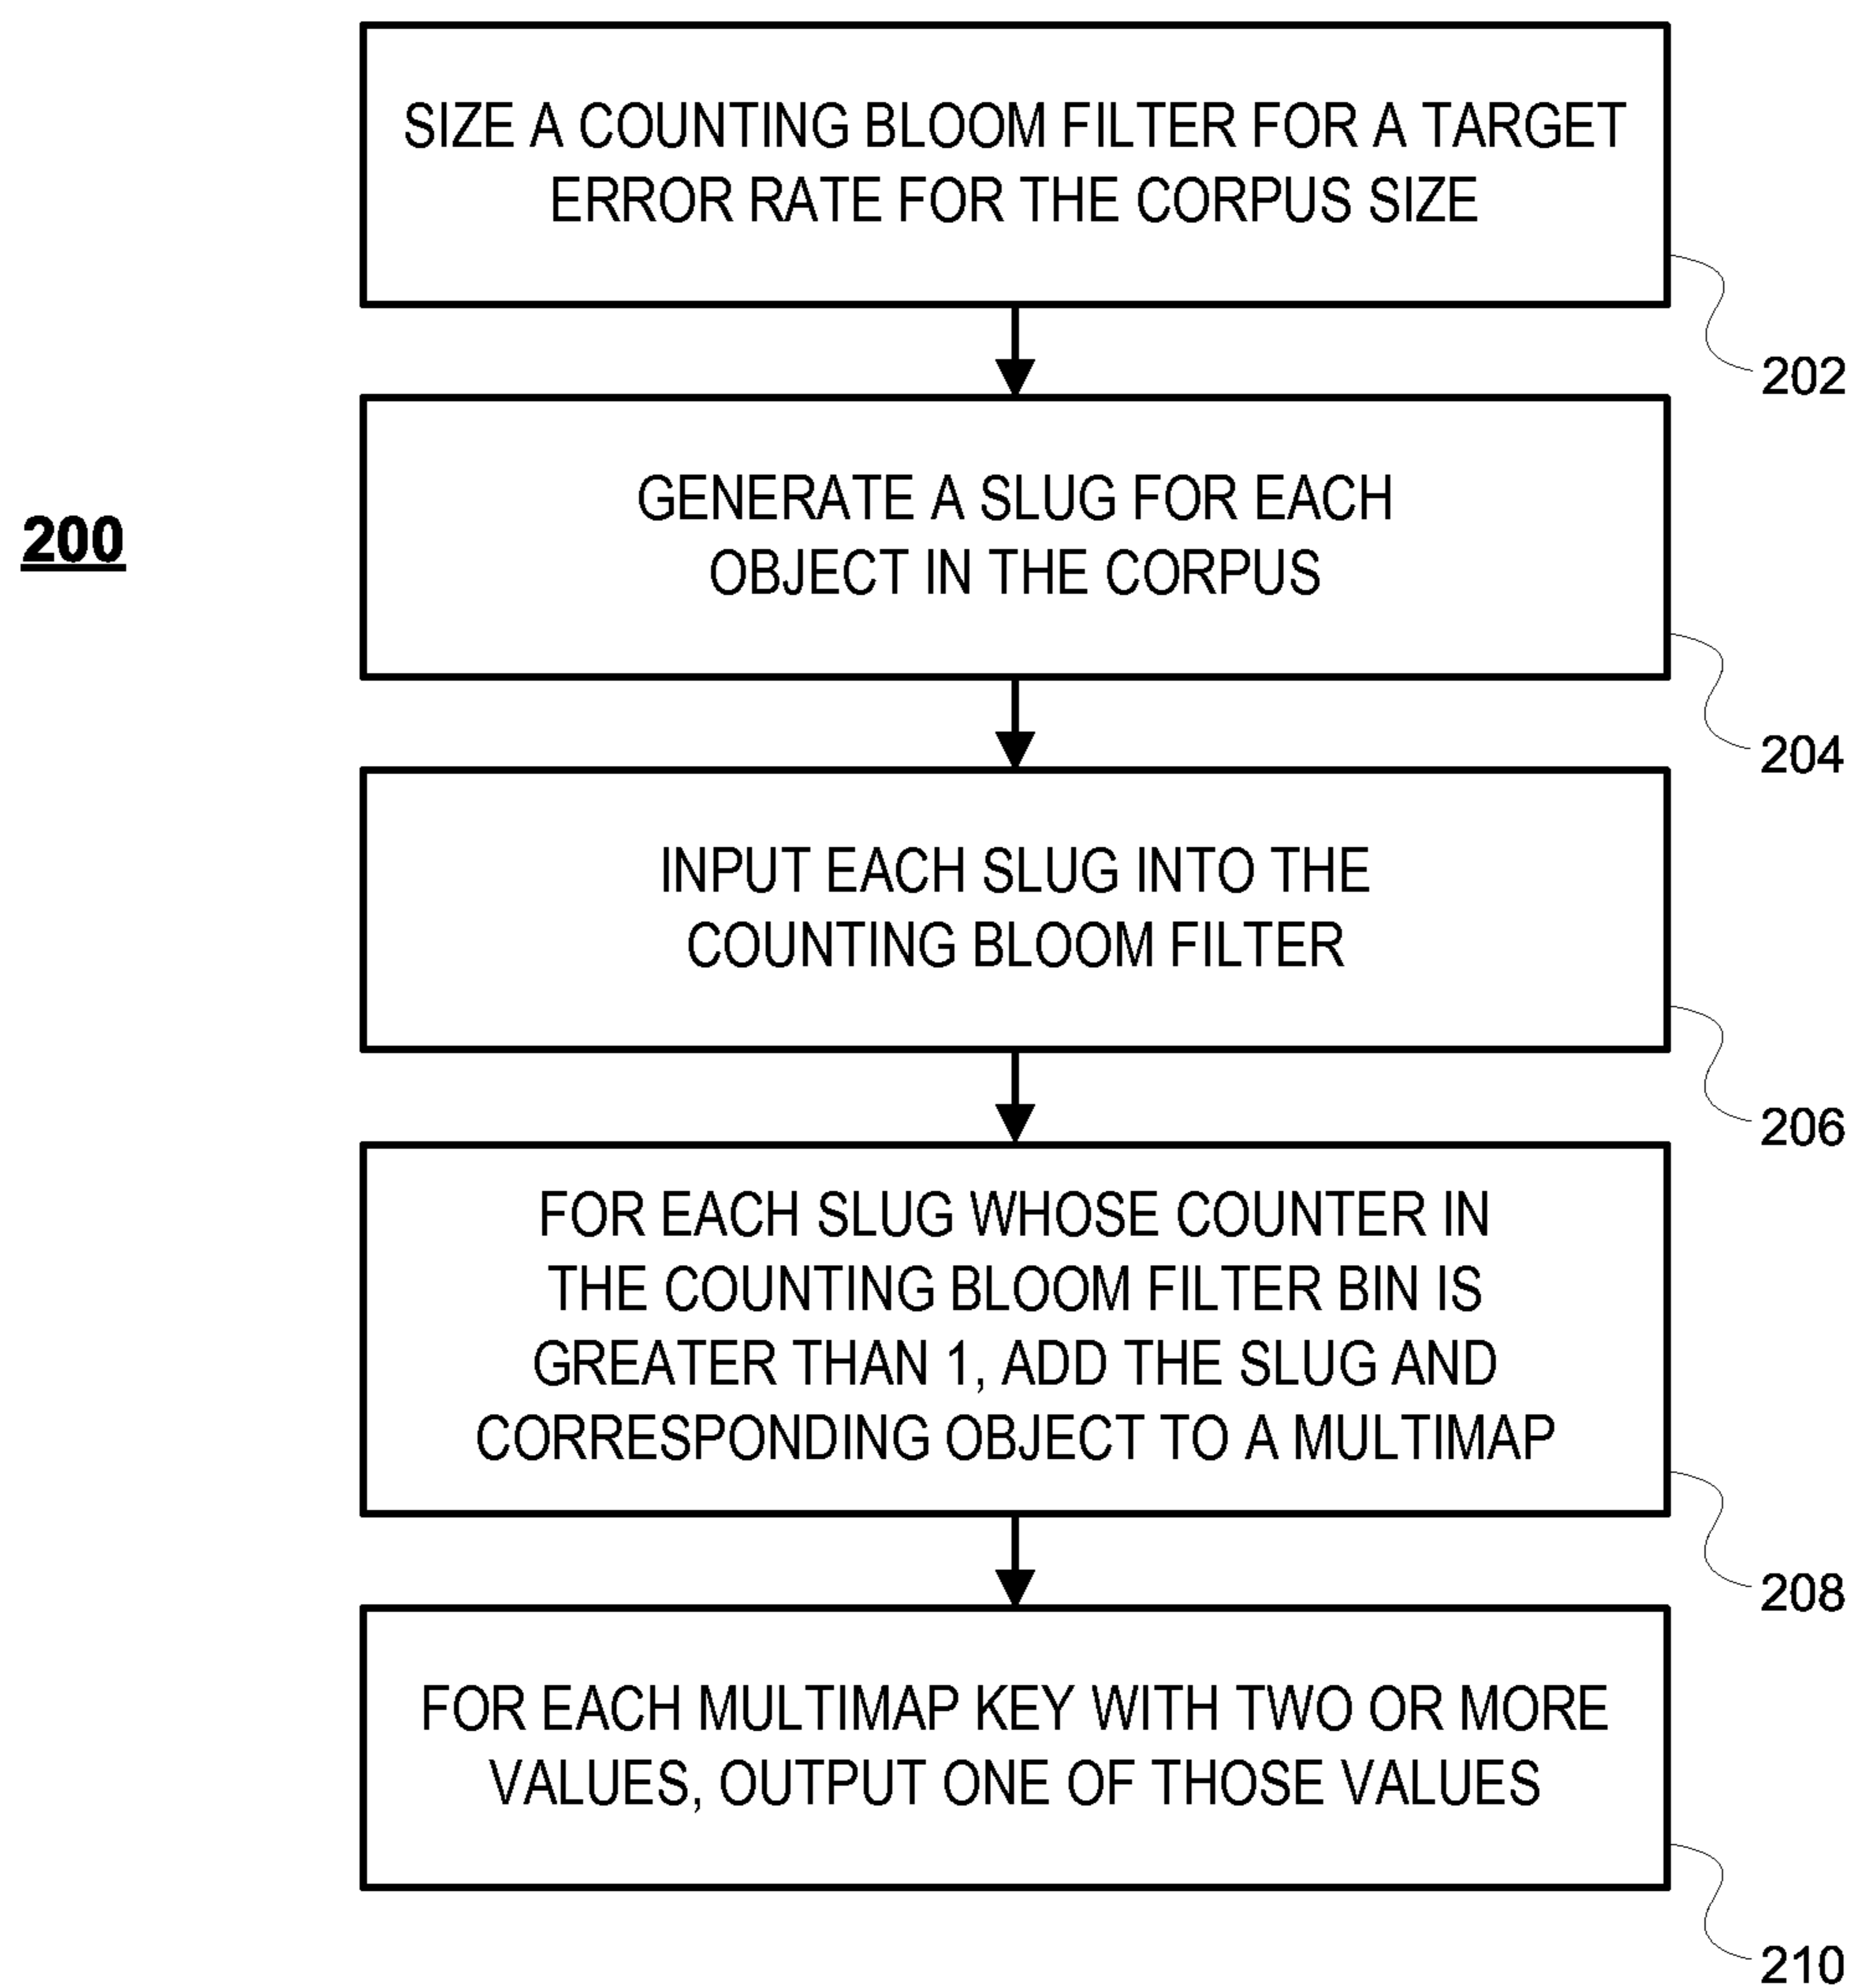 SIZE A COUNTING BLOOM FILTER FOR A TARGET
ERROR RATE FOR THE CORPUS SIZE
202
GENERATE A SLUG FOR EACH
OBJECT IN THE CORPUS
200
204
INPUT EACH SLUG INTO THE
COUNTING BLOOM FILTER
206
FOR EACH SLUG WHOSE COUNTER IN
THE COUNTING BLOOM FILTER BIN IS
GREATER THAN 1, ADD THE SLUG AND
CORRESPONDING OBJECT TO A MULTIMAP
208
FOR EACH MULTIMAP KEY WITH TWO OR MORE
VALUES, OUTPUT ONE OF THOSE VALUES
210